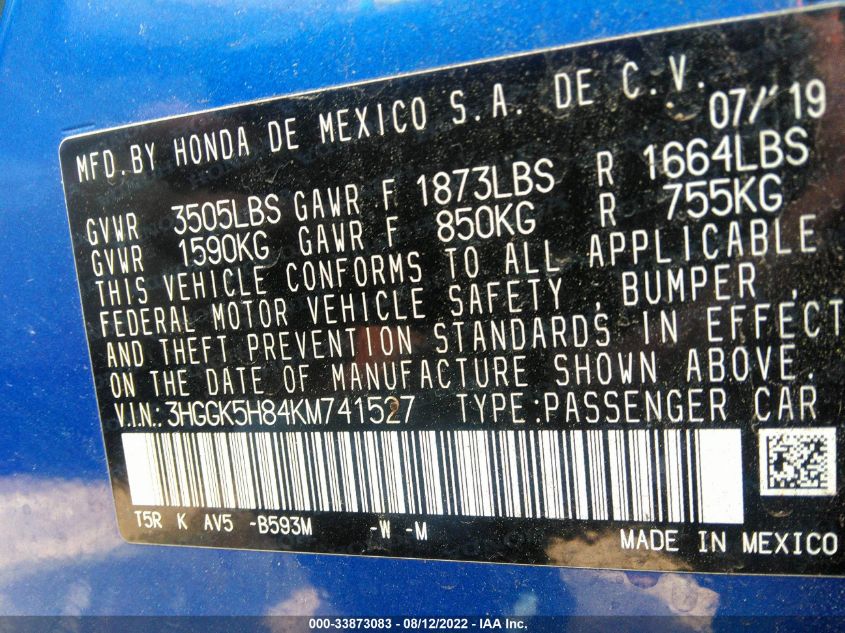 MFD.BY HONDA DE MEXICO S.A. DE C.V. 07/19
GVWR 3505LBS GAWR F 1873LBS R 1664LBS
GVWR 1590KG GAWR F 850KG R 755KG
THIS VEHICLE CONFORMS TO ALL APPLICABLE
FEDERAL MOTOR VEHICLE SAFETY , BUMPER ,
AND THEFT PREVENTION STANDARDS IN EFFECT
ON THE DATE OF MANUFACTURE SHOWN ABOVE.
V.I.N.: 3HGGK5H84KM741527 TYPE:PASSENGER CAR
T5R K AV5 -B593M -W -M
MADE IN MEXICO
000-33873083 - 08/12/2022 - IAA Inc.